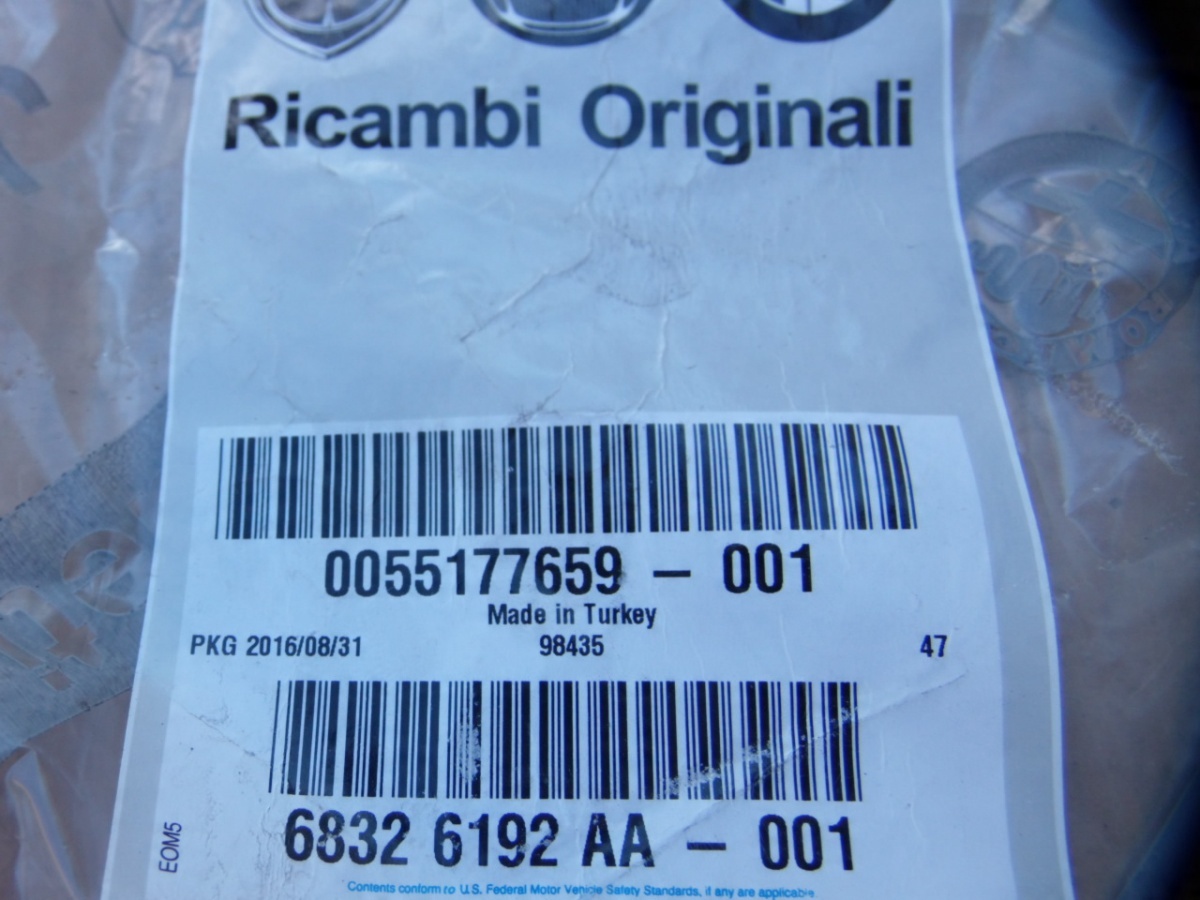 Ricambi Originali
0055177659 – 001
Made in Turkey
PKG 2016/08/31 98435 47
6832 6192 AA – 001
EOM5
Contents conform to U.S. Federal Motor Vehicle Safety Standards, if any are applicable.